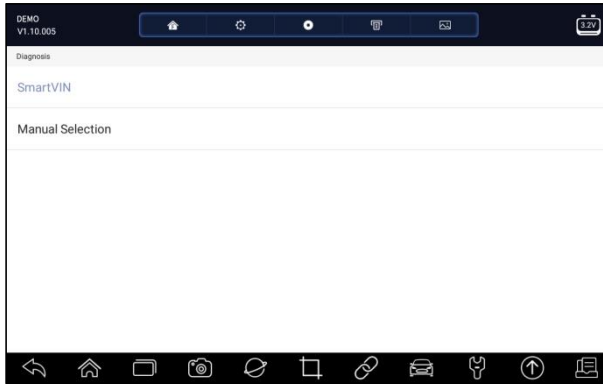 DEMO
V1.10.005
3.2V
Diagnosis
SmartVIN
Manual Selection